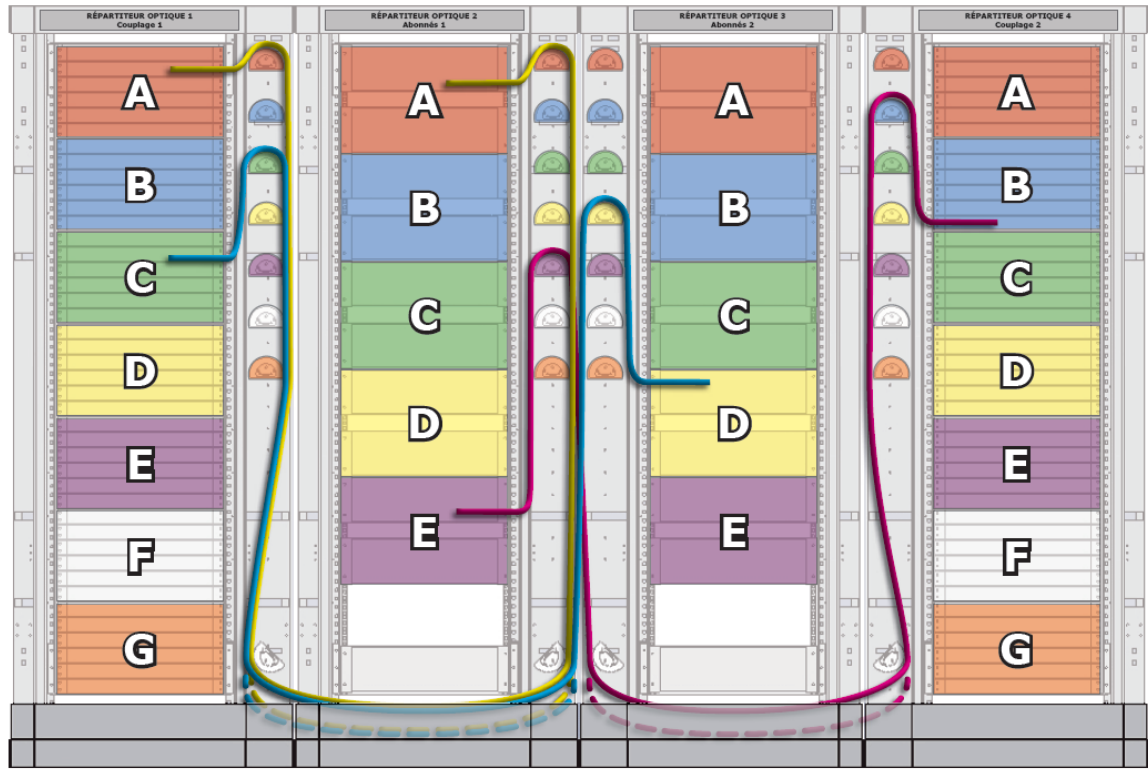 RÉPARTITEUR OPTIQUE 1
Couplage 1
A
B
C
D
E
F
G
RÉPARTITEUR OPTIQUE 2
Abonnés 1
A
B
C
D
E
RÉPARTITEUR OPTIQUE 3
Abonnés 2
A
B
C
D
E
RÉPARTITEUR OPTIQUE 4
Couplage 2
A
B
C
D
E
F
G